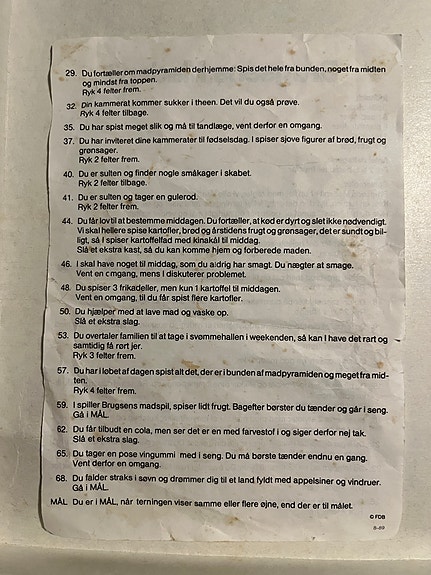 29. Du fortæller om madpyramiden derhjemme: Spis det hele fra bunden, noget fra midten
og mindst fra toppen.
Ryk 4 felter frem.
32. Din kammerat kommer sukker i theen. Det vil du også prøve.
Ryk 4 felter tilbage.
35. Du har spist meget slik og må til tandlæge, vent derfor en omgang.
37. Du har inviteret dine kammerater til fødselsdag. I spiser sjove figurer af brød, frugt og
grønsager.
Ryk 2 felter frem.
40. Du er sulten og finder nogle småkager i skabet.
Ryk 2 felter tilbage.
41. Du er sulten og tager en gulerod.
Ryk 2 felter frem.
44. Du får lov til at bestemme middagen. Du fortæller, at kød er dyrt og slet ikke nødvendigt.
Vi skal hellere spise kartofler, brød og årstidens frugt og grønsager, det er sundt og bil-
ligt, så I spiser kartoffelfad med kinakål til middag.
Slå et ekstra kast, så du kan komme hjem og forberede maden.
46. I skal have noget til middag, som du aldrig har smagt. Du nægter at smage.
Vent en omgang, mens I diskuterer problemet.
48. Du spiser 3 frikadeller, men kun 1 kartoffel til middagen.
Vent en omgang, til du får spist flere kartofler.
50. Du hjælper med at lave mad og vaske op.
Slå et ekstra slag.
53. Du overtaler familien til at tage i svømmehallen i weekenden, så kan I have det rart og
samtidig få rørt jer.
Ryk 3 felter frem.
57. Du har i løbet af dagen spist alt det, der er i bunden af madpyramiden og meget fra mid-
ten.
Ryk 4 felter frem.
59. I spiller Brugsens madspil, spiser lidt frugt. Bagefter børster du tænder og går i seng.
Gå i MÅL.
62. Du får tilbudt en cola, men ser det er en med farvestof i og siger derfor nej tak.
Slå et ekstra slag.
65. Du tager en pose vingummi med i seng. Du må børste tænder endnu en gang.
Vent derfor en omgang.
68. Du falder straks i søvn og drømmer dig til et land fyldt med appelsiner og vindruer.
Gå i MÅL.
MÅL Du er i MÅL, når terningen viser samme eller flere øjne, end der er til målet.
© FDB
8-89